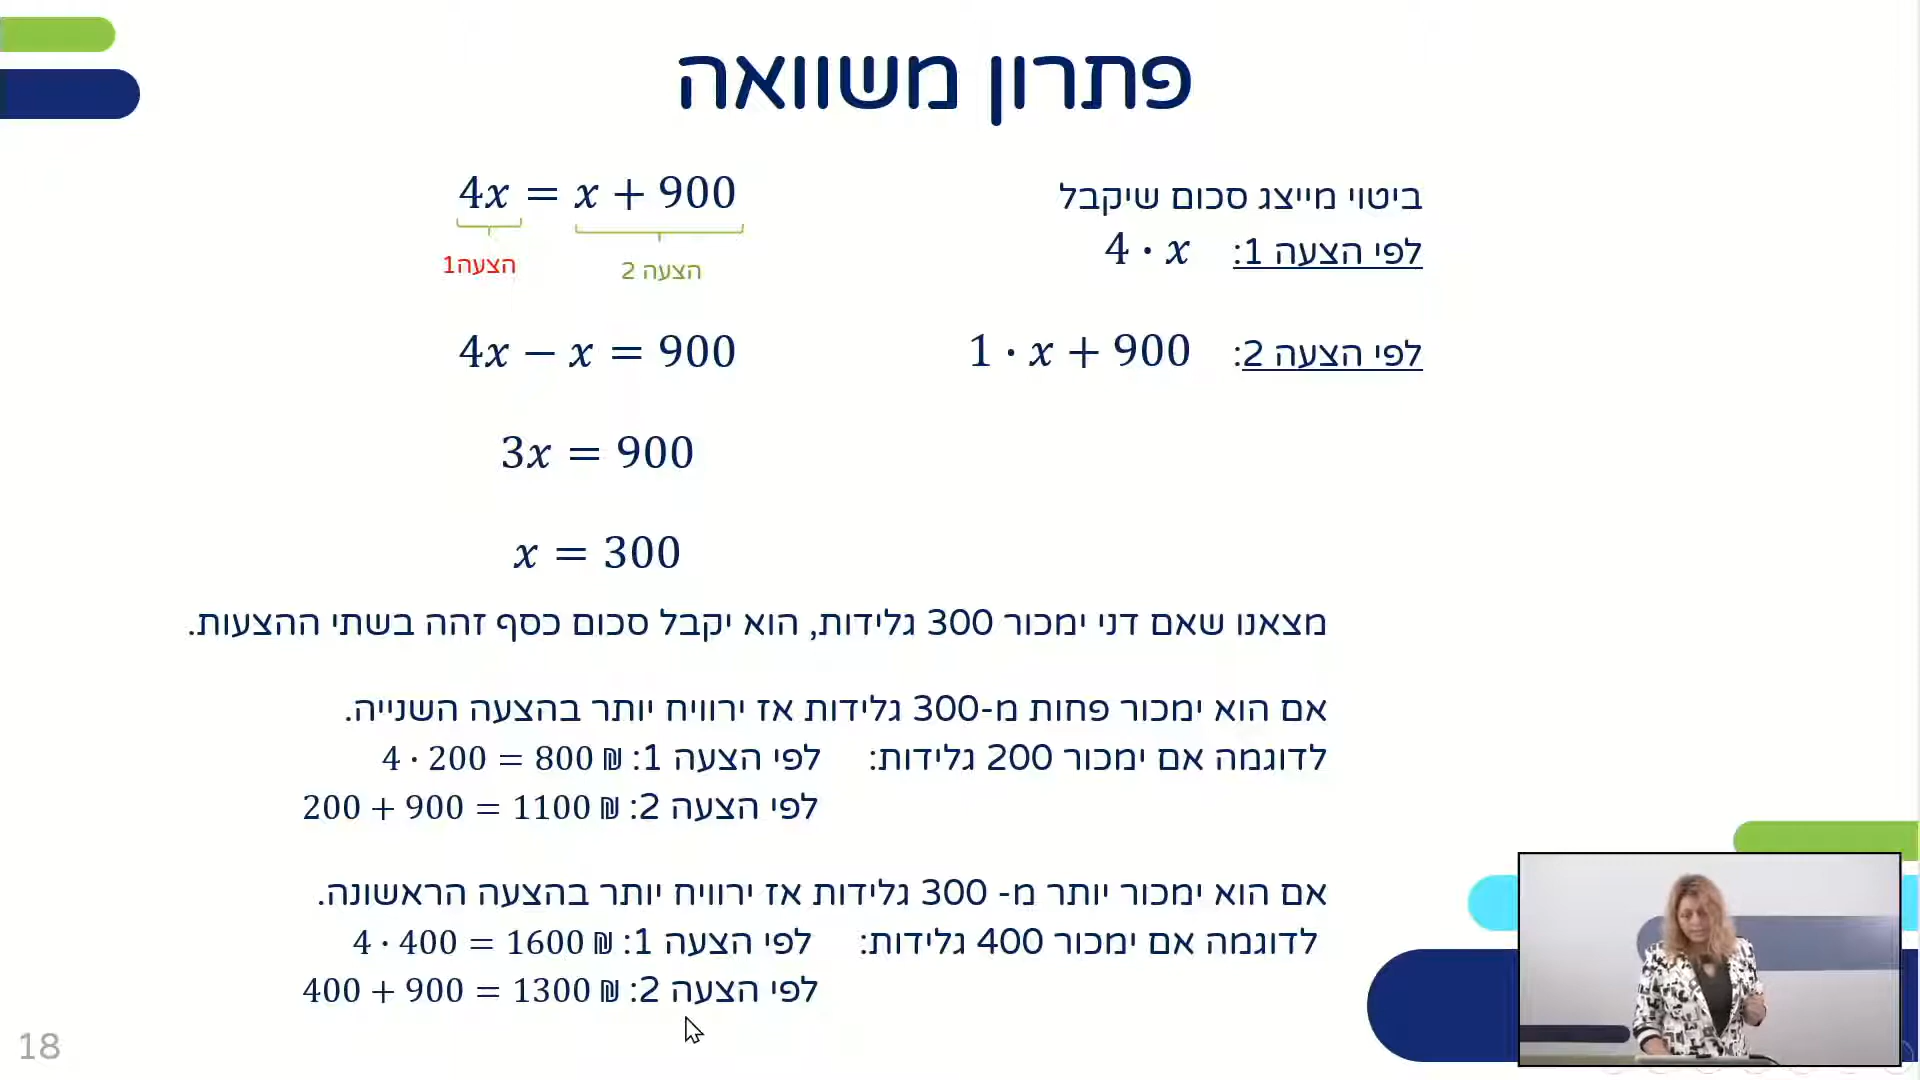 פתרון משוואה
ביטוי מייצג סכום שיקבל
לפי הצעה 1: 4 · x
לפי הצעה 2: 1 · x + 900
4x = x + 900
הצעה1 הצעה 2
4x − x = 900
3x = 900
x = 300
מצאנו שאם דני ימכור 300 גלידות, הוא יקבל סכום כסף זהה בשתי ההצעות.
אם הוא ימכור פחות מ-300 גלידות אז ירוויח יותר בהצעה השנייה.
לדוגמה אם ימכור 200 גלידות: לפי הצעה 1: 4 · 200 = 800 ₪
לפי הצעה 2: 200 + 900 = 1100 ₪
אם הוא ימכור יותר מ- 300 גלידות אז ירוויח יותר בהצעה הראשונה.
לדוגמה אם ימכור 400 גלידות: לפי הצעה 1: 4 · 400 = 1600 ₪
לפי הצעה 2: 400 + 900 = 1300 ₪
18